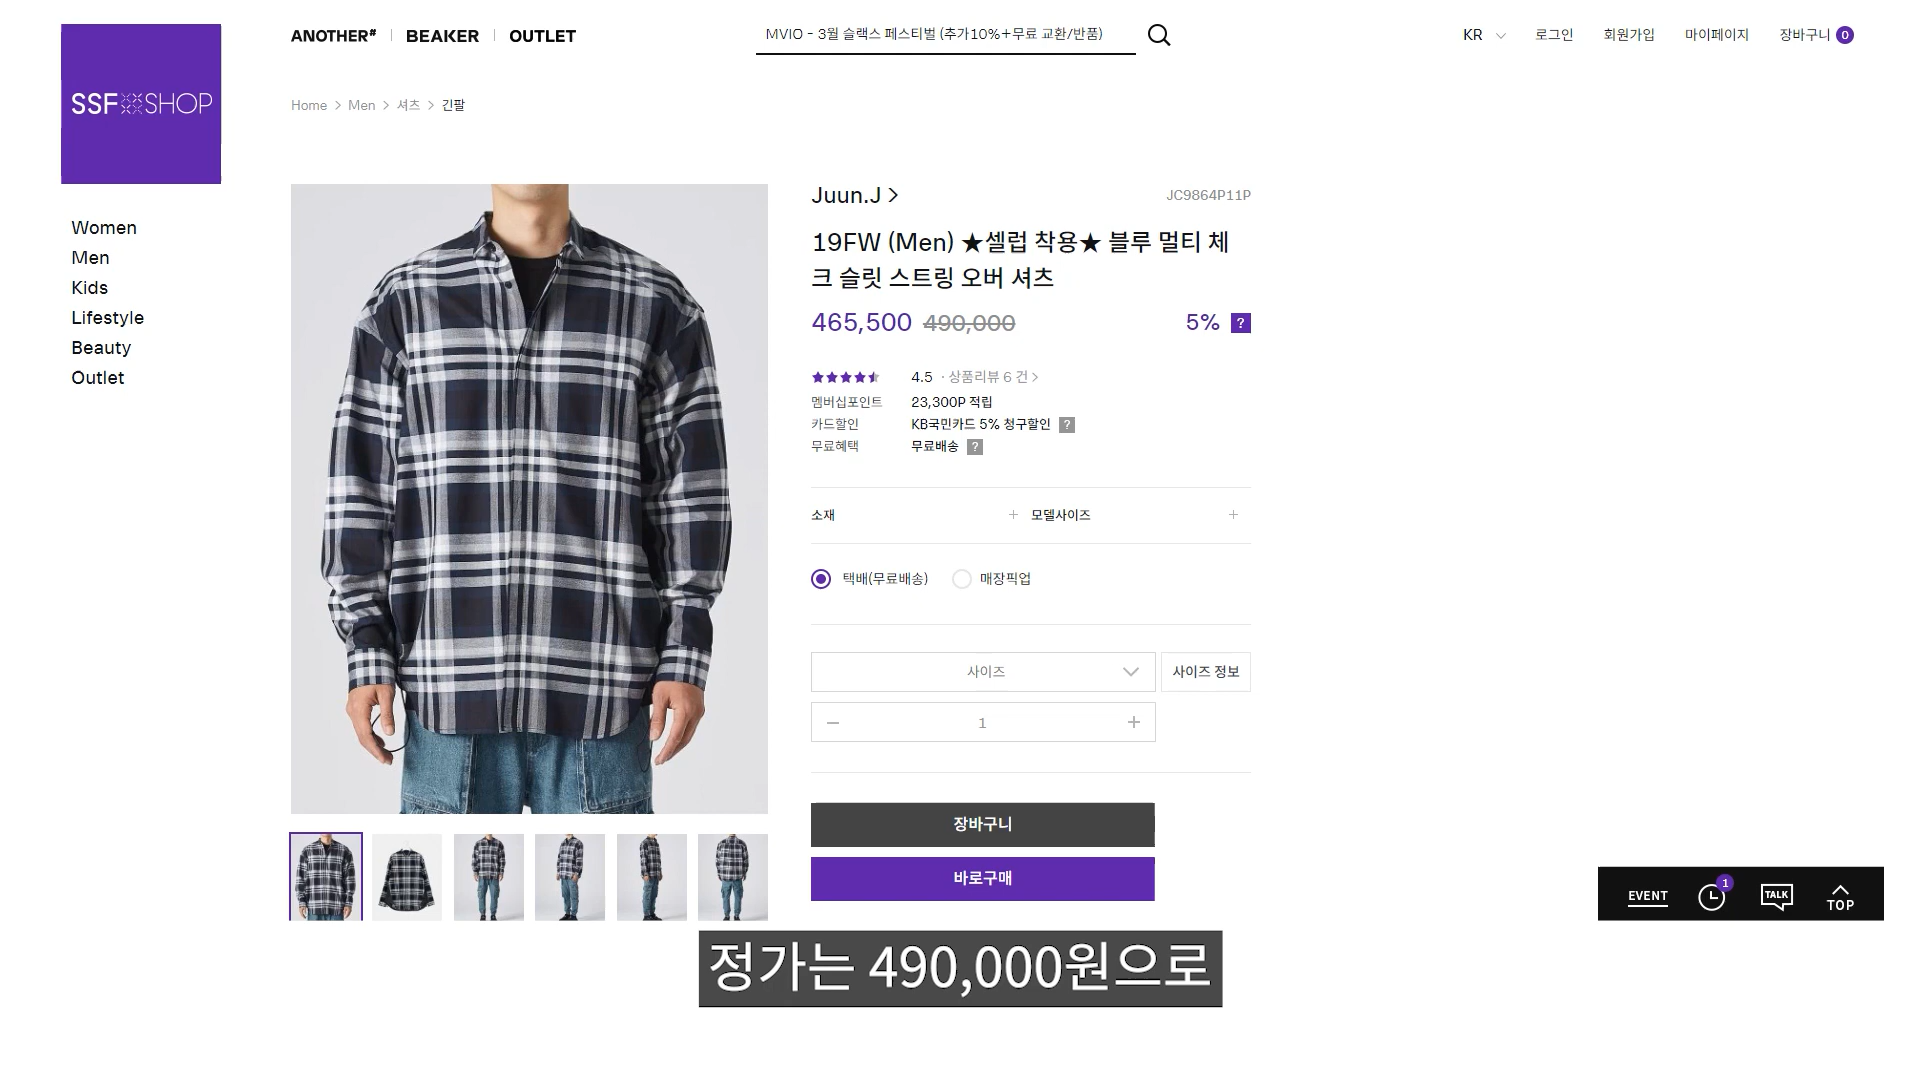 SSF SHOP
ANOTHER# BEAKER OUTLET
MVIO - 3월 슬랙스 페스티벌 (추가10%+무료 교환/반품)
KR 로그인 회원가입 마이페이지 장바구니 0
Home > Men > 셔츠 > 긴팔
Women
Men
Kids
Lifestyle
Beauty
Outlet
Juun.J >
JC9864P11P
19FW (Men) ★셀럽 착용★ 블루 멀티 체
크 슬릿 스트링 오버 셔츠
465,500 490,000 5% ?
4.5 · 상품리뷰 6 건 >
멤버십포인트 23,300P 적립
카드할인 KB국민카드 5% 청구할인 ?
무료혜택 무료배송 ?
소재 + 모델사이즈 +
택배(무료배송) 매장픽업
사이즈 사이즈 정보
- 1 +
장바구니
바로구매
EVENT 1 TALK TOP
정가는 490,000원으로